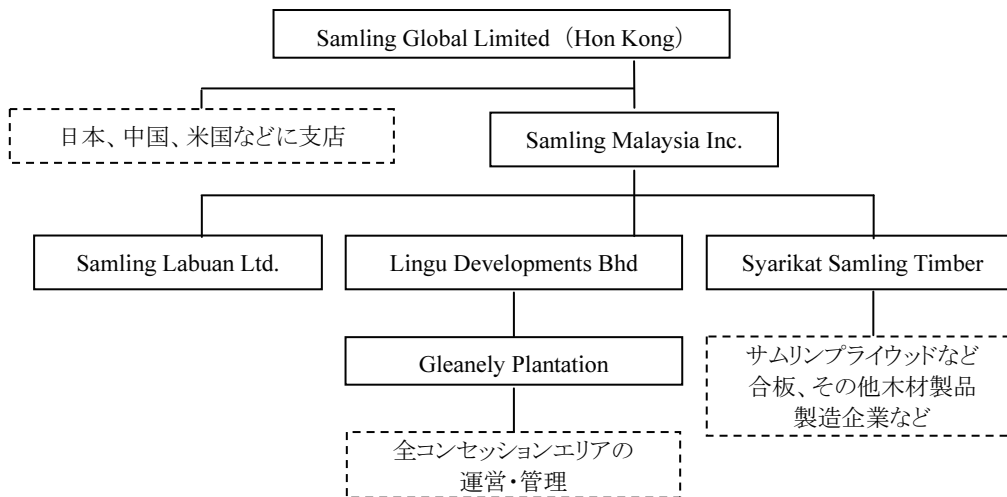 Samling Global Limited（Hon Kong）
日本、中国、米国などに支店
Samling Malaysia Inc.
Samling Labuan Ltd.
Lingu Developments Bhd
Syarikat Samling Timber
Gleanely Plantation
サムリンプライウッドなど
合板、その他木材製品
製造企業など
全コンセッションエリアの
運営・管理